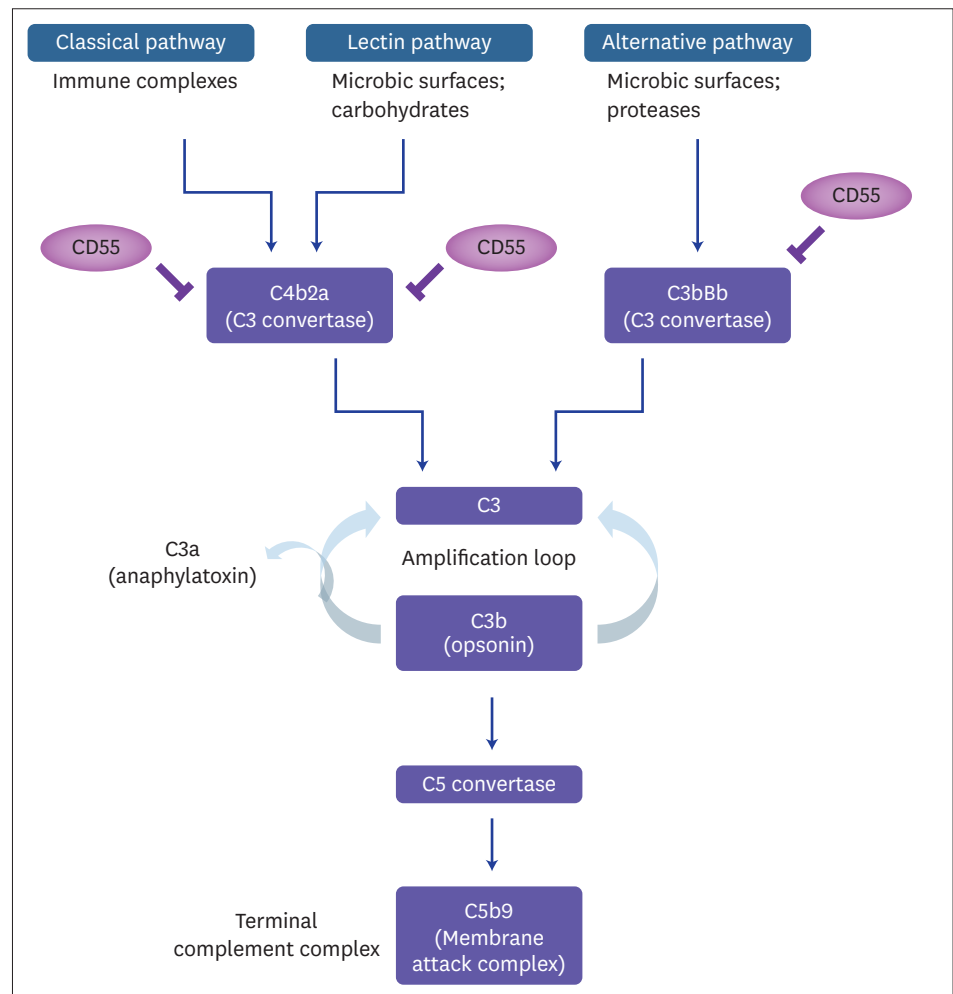 Classical pathway
Lectin pathway
Alternative pathway
Immune complexes
Microbic surfaces;
carbohydrates
Microbic surfaces;
proteases
CD55
CD55
CD55
C4b2a
(C3 convertase)
C3bBb
(C3 convertase)
C3
Amplification loop
C3a
(anaphylatoxin)
C3b
(opsonin)
C5 convertase
Terminal
complement complex
C5b9
(Membrane
attack complex)